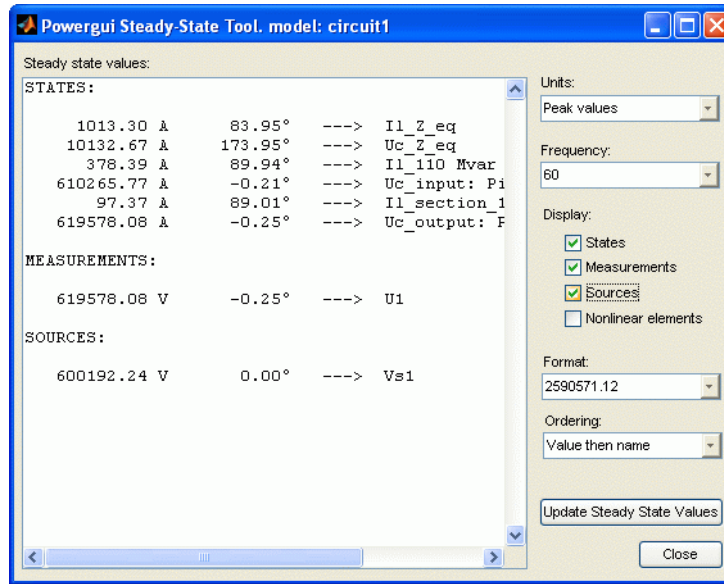 Powergui Steady-State Tool. model: circuit1
Steady state values:
STATES:
1013.30 A 83.95° ---> Il_Z_eq
10132.67 A 173.95° ---> Uc_Z_eq
378.39 A 89.94° ---> Il_110 Mvar
610265.77 A -0.21° ---> Uc_input: Pi
97.37 A 89.01° ---> Il_section_1
619578.08 A -0.25° ---> Uc_output: P
MEASUREMENTS:
619578.08 V -0.25° ---> U1
SOURCES:
600192.24 V 0.00° ---> Vs1
Units:
Peak values
Frequency:
60
Display:
States
Measurements
Sources
Nonlinear elements
Format:
2590571.12
Ordering:
Value then name
Update Steady State Values
Close